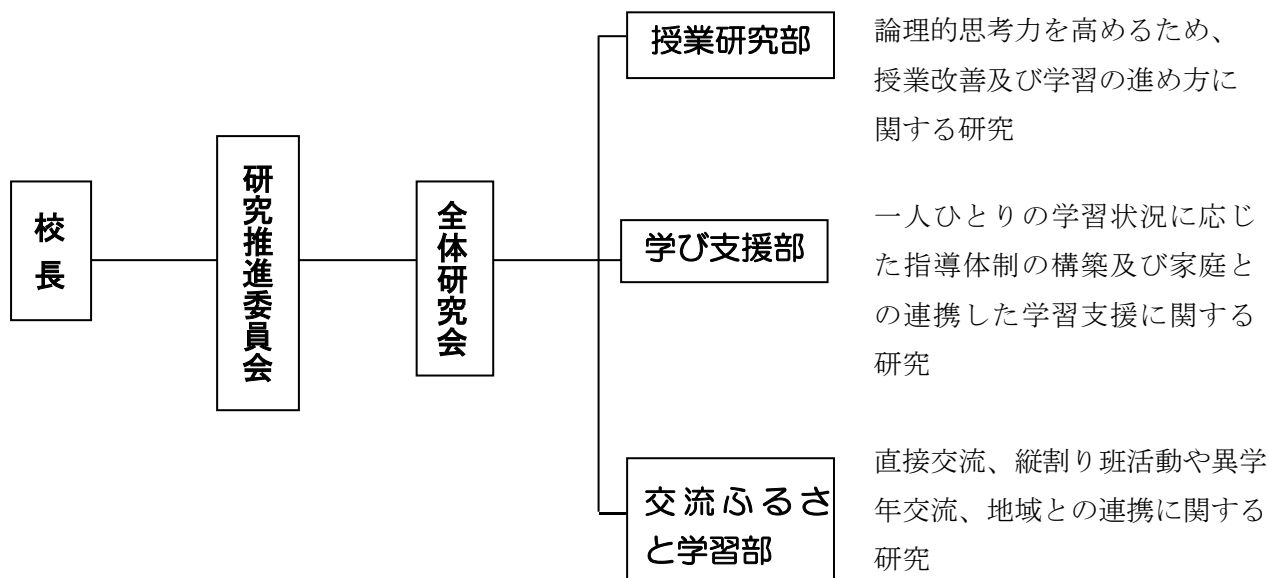 校長
研究推進委員会
全体研究会
授業研究部
論理的思考力を高めるため、
授業改善及び学習の進め方に
関する研究
学び支援部
一人ひとりの学習状況に応じ
た指導体制の構築及び家庭と
の連携した学習支援に関する
研究
交流ふるさ
と学習部
直接交流、縦割り班活動や異学
年交流、地域との連携に関する
研究